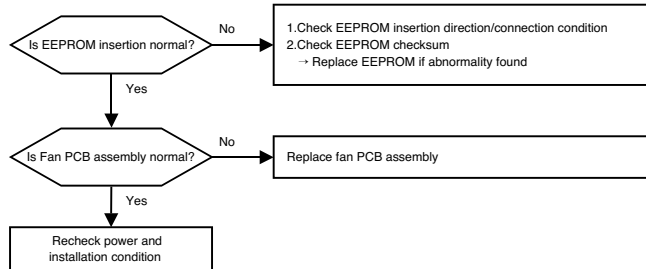 Is EEPROM insertion normal?
No
1.Check EEPROM insertion direction/connection condition
2.Check EEPROM checksum
→ Replace EEPROM if abnormality found
Yes
Is Fan PCB assembly normal?
No
Replace fan PCB assembly
Yes
Recheck power and
installation condition